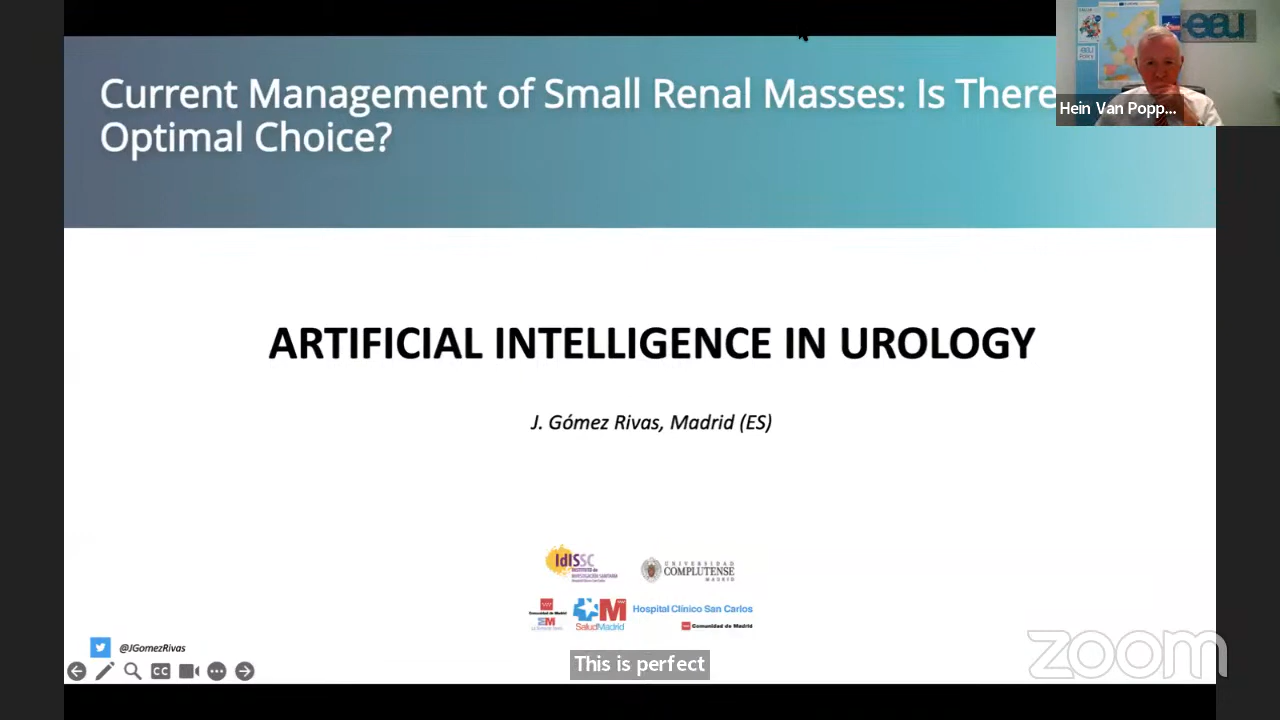 Current Management of Small Renal Masses: Is There
Optimal Choice?
eau
Hein Van Popp...
ARTIFICIAL INTELLIGENCE IN UROLOGY
J. Gómez Rivas, Madrid (ES)
IdISSC
UNIVERSIDAD
COMPLUTENSE
MADRID
SaludMadrid
Hospital Clínico San Carlos
Comunidad de Madrid
@JGomezRivas
CC
This is perfect
zoom